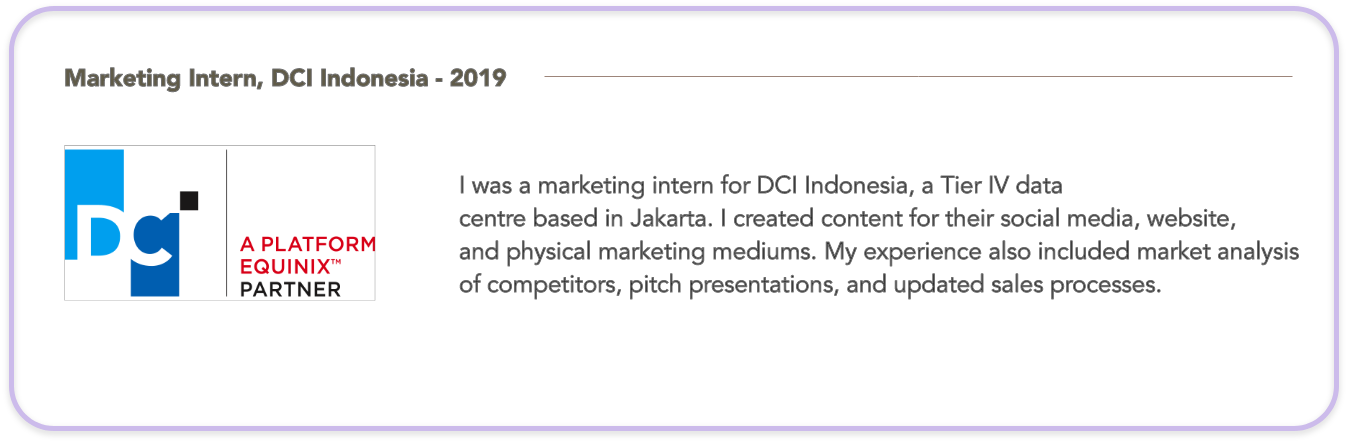 Marketing Intern, DCI Indonesia - 2019
DCI
A PLATFORM
EQUINIX™
PARTNER
I was a marketing intern for DCI Indonesia, a Tier IV data
centre based in Jakarta. I created content for their social media, website,
and physical marketing mediums. My experience also included market analysis
of competitors, pitch presentations, and updated sales processes.